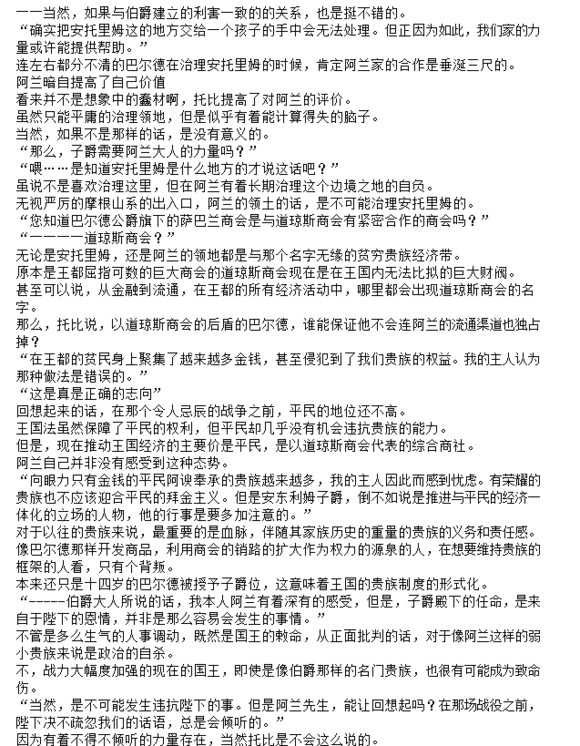 ——当然，如果与伯爵建立的利害一致的的关系，也是挺不错的。
“确实把安托里姆这的地方交给一个孩子的手中会无法处理。但正因为如此，我们家的力
量或许能提供帮助。”
连左右都分不清的巴尔德在治理安托里姆的时候，肯定阿兰家的合作是垂涎三尺的。
阿兰暗自提高了自己价值
看来并不是想象中的蠢材啊，托比提高了对阿兰的评价。
虽然只能平庸的治理领地，但是似乎有着能计算得失的脑子。
当然，如果不是那样的话，是没有意义的。
“那么，子爵需要阿兰大人的力量吗？”
“喂……是知道安托里姆是什么地方的才说这话吧？”
虽说不是喜欢治理这里，但在阿兰有着长期治理这个边境之地的自负。
无视严厉的摩根山系的出入口，阿兰的领土的话，是不可能治理安托里姆的。
“您知道巴尔德公爵旗下的萨巴兰商会是与道琼斯商会有紧密合作的商会吗？”
“————道琼斯商会？”
无论是安托里姆，还是阿兰的领地都是与那个名字无缘的贫穷贵族经济带。
原本是王都屈指可数的巨大商会的道琼斯商会现在是在王国内无法比拟的巨大财阀。
甚至可以说，从金融到流通，在王都的所有经济活动中，哪里都会出现道琼斯商会的名
字。
那么，托比说，以道琼斯商会的后盾的巴尔德，谁能保证他不会连阿兰的流通渠道也独占
掉？
“在王都的贫民身上聚集了越来越多金钱，甚至侵犯到了我们贵族的权益。我的主人认为
那种做法是错误的。”
“这是真是正确的志向”
回想起来的话，在那个令人忌辰的战争之前，平民的地位还不高。
王国法虽然保障了平民的权利，但平民却几乎没有机会违抗贵族的能力。
但是，现在推动王国经济的主要价是平民，是以道琼斯商会代表的综合商社。
阿兰自己并非没有感受到这种态势。
“向眼力只有金钱的平民阿谀奉承的贵族越来越多，我的主人因此而感到忧虑。有荣耀的
贵族也不应该迎合平民的拜金主义。但是安东利姆子爵，倒不如说是推进与平民的经济一
体化的立场的人物，他的行事是要多加注意的。”
对于以往的贵族来说，最重要的是血脉，伴随其家族历史的重量的贵族的义务和责任感。
像巴尔德那样开发商品，利用商会的销路的扩大作为权力的源泉的人，在想要维持贵族的
框架的人看，只有个背叛。
本来还只是十四岁的巴尔德被授予子爵位，这意味着王国的贵族制度的形式化。
“-----伯爵大人所说的话，我本人阿兰有着深有的感受，但是，子爵殿下的任命，是来
自于陛下的恩情，并非是那么容易会发生的事情。”
不管是多么生气的人事调动，既然是国王的敕命，从正面批判的话，对于像阿兰这样的弱
小贵族来说是政治的自杀。
不，战力大幅度加强的现在的国王，即使是像伯爵那样的名门贵族，也很有可能成为致命
伤。
“当然，是不可能发生违抗陛下的事。但是阿兰先生，能让回想起吗？在那场战役之前，
陛下决不疏忽我们的话语，总是会倾听的。”
因为有着不得不倾听的力量存在，当然托比是不会这么说的。